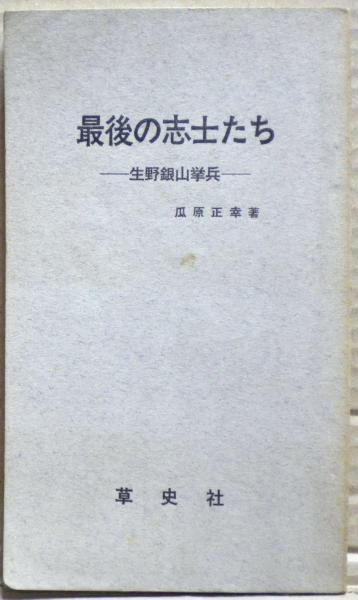 最後の志士たち
――生野銀山挙兵――
瓜原正幸著
草史社